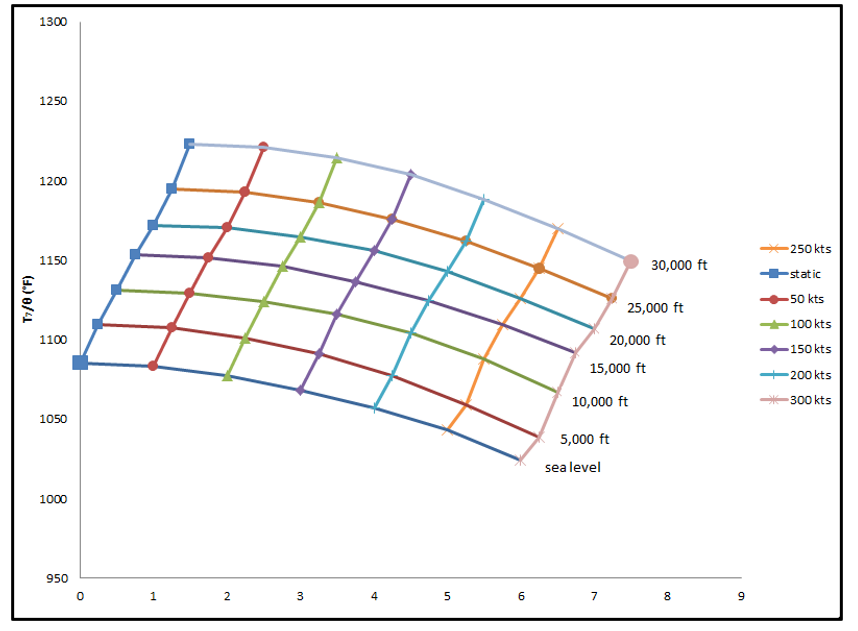 1300
1250
1200
1150
1100
1050
1000
950
T₇/θ (°F)
0 1 2 3 4 5 6 7 8 9
30,000 ft
25,000 ft
20,000 ft
15,000 ft
10,000 ft
5,000 ft
sea level
250 kts
static
50 kts
100 kts
150 kts
200 kts
300 kts